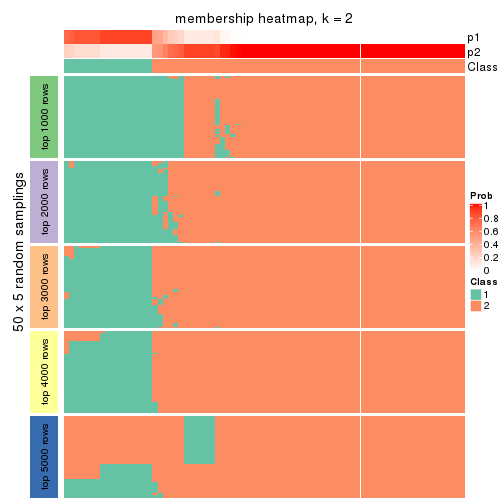 membership heatmap, k = 2
p1
p2
Class
50 x 5 random samplings
top 1000 rows
top 2000 rows
top 3000 rows
top 4000 rows
top 5000 rows
Prob
1
0.8
0.6
0.4
0.2
0
Class
1
2